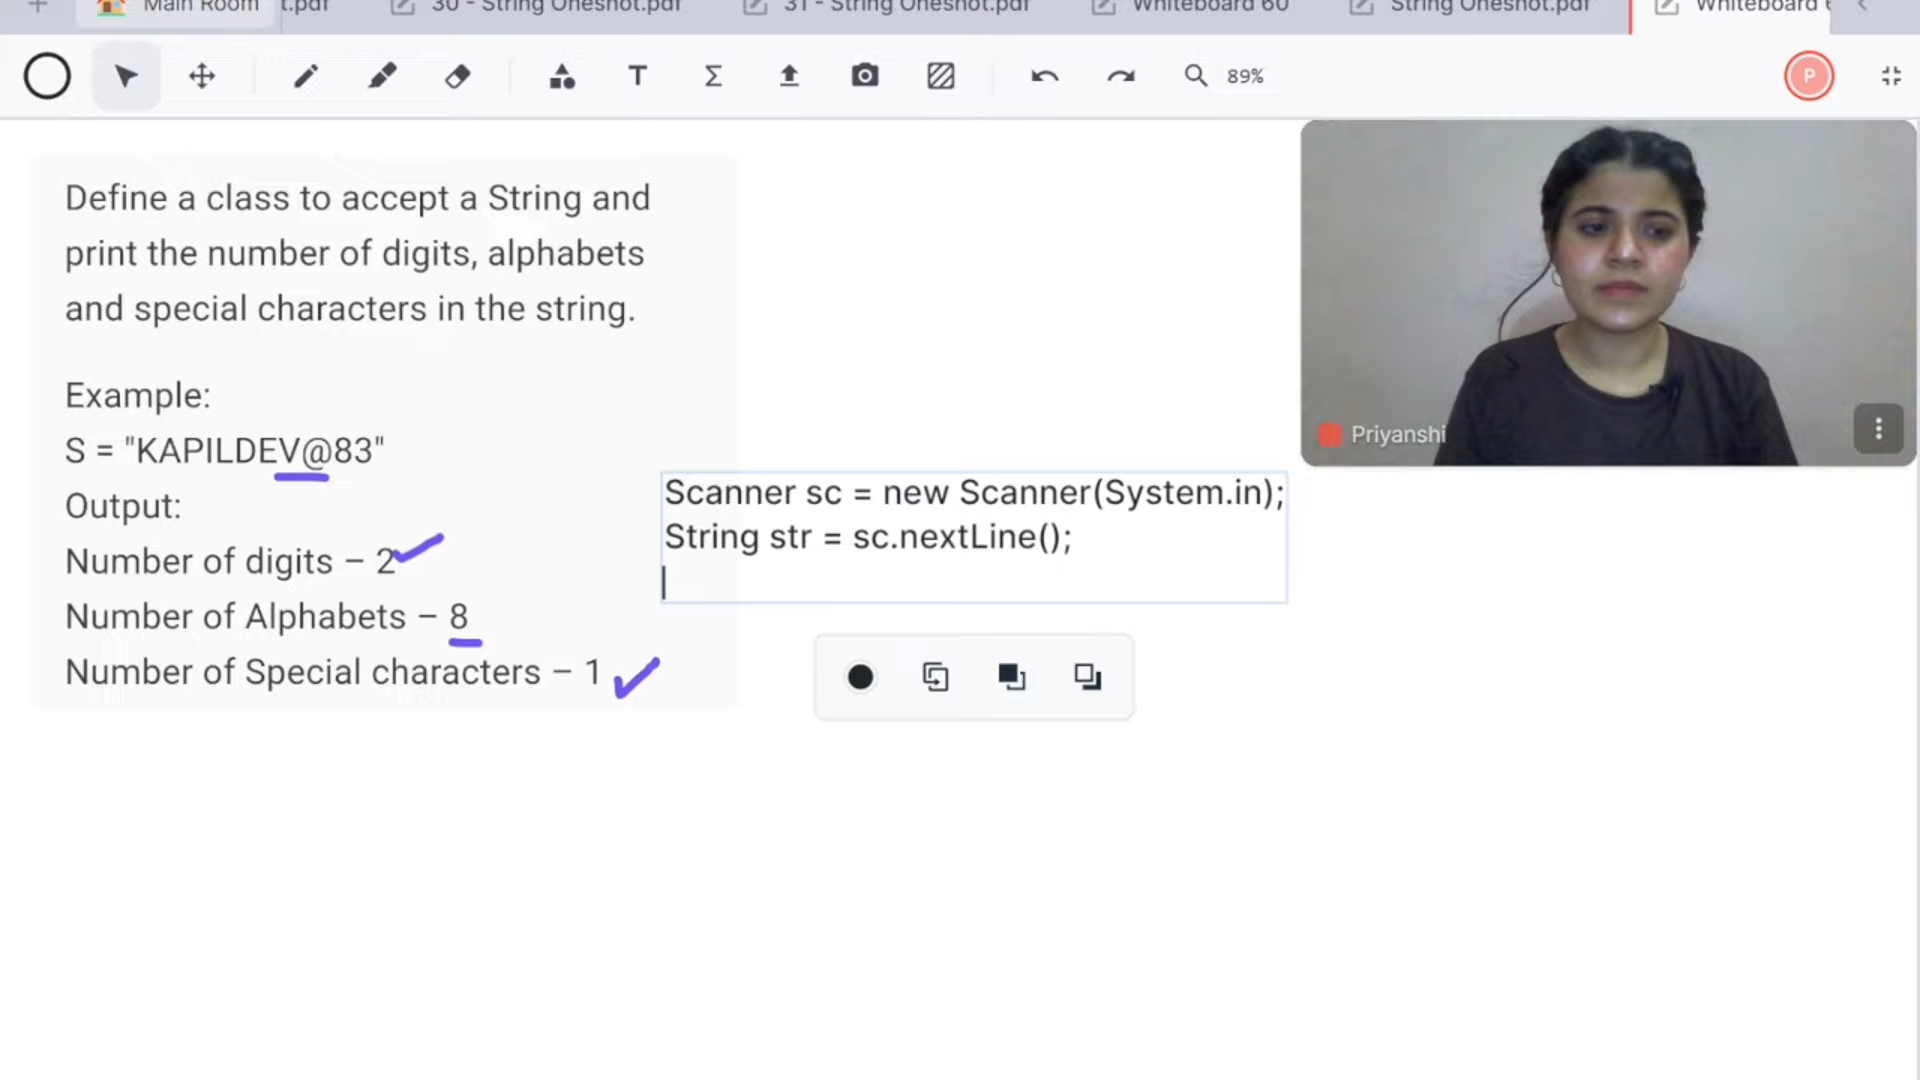 Main Room
t.pdf
30 - String Oneshot.pdf
31 - String Oneshot.pdf
Whiteboard 60
String Oneshot.pdf
Whiteboard
T
Σ
89%
P
Define a class to accept a String and
print the number of digits, alphabets
and special characters in the string.
Example:
S = "KAPILDEV@83"
Output:
Number of digits – 2
Number of Alphabets – 8
Number of Special characters – 1
Scanner sc = new Scanner(System.in);
String str = sc.nextLine();
Priyanshi